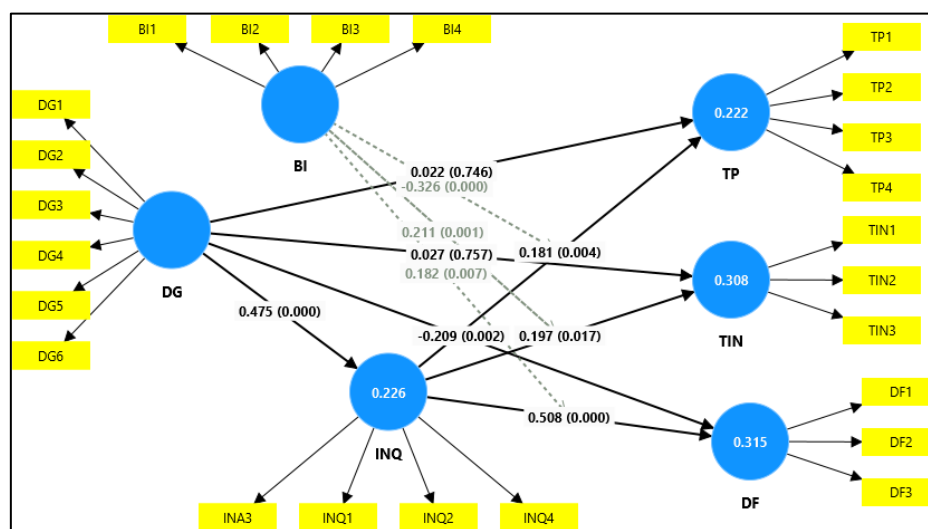 BI1
BI2
BI3
BI4
TP1
TP2
TP3
TP4
DG1
DG2
DG3
DG4
DG5
DG6
BI
0.222
TP
0.022 (0.746)
-0.326 (0.000)
0.211 (0.001)
0.027 (0.757)
0.182 (0.007)
0.181 (0.004)
DG
TIN1
TIN2
TIN3
0.308
TIN
0.475 (0.000)
-0.209 (0.002)
0.197 (0.017)
0.226
INQ
0.508 (0.000)
0.315
DF
DF1
DF2
DF3
INA3
INQ1
INQ2
INQ4